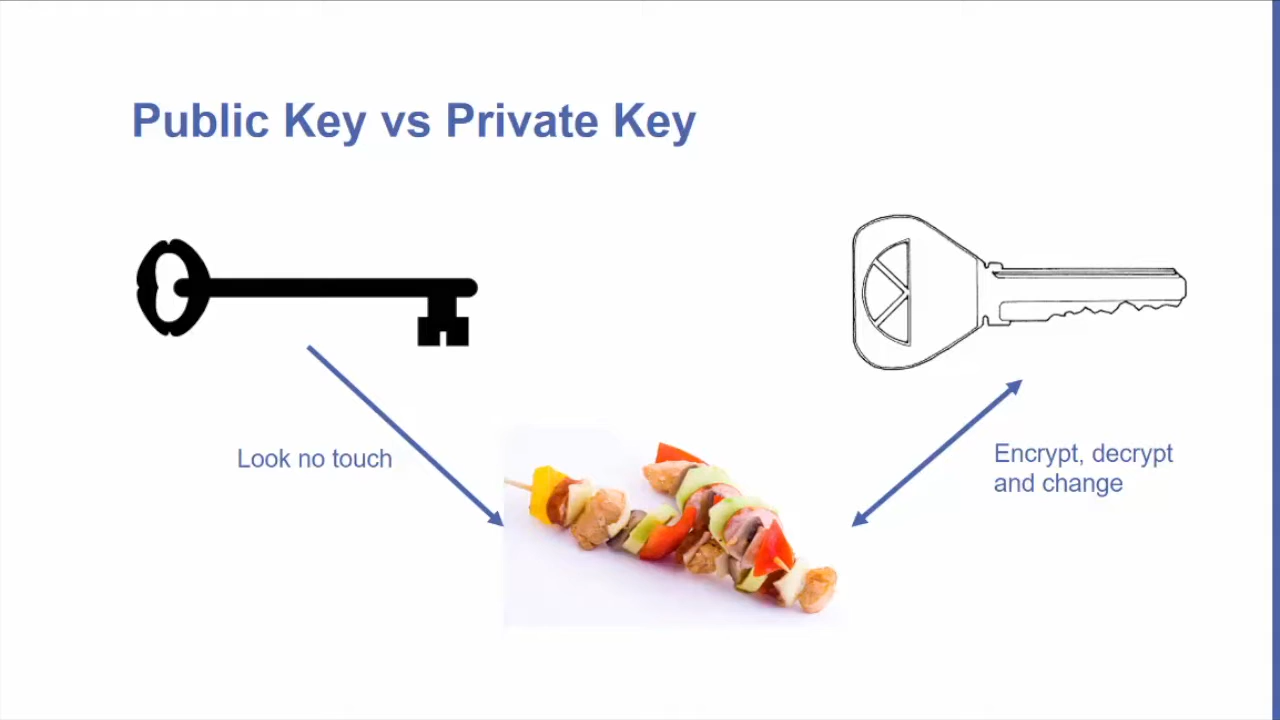 Public Key vs Private Key
Look no touch
Encrypt, decrypt
and change